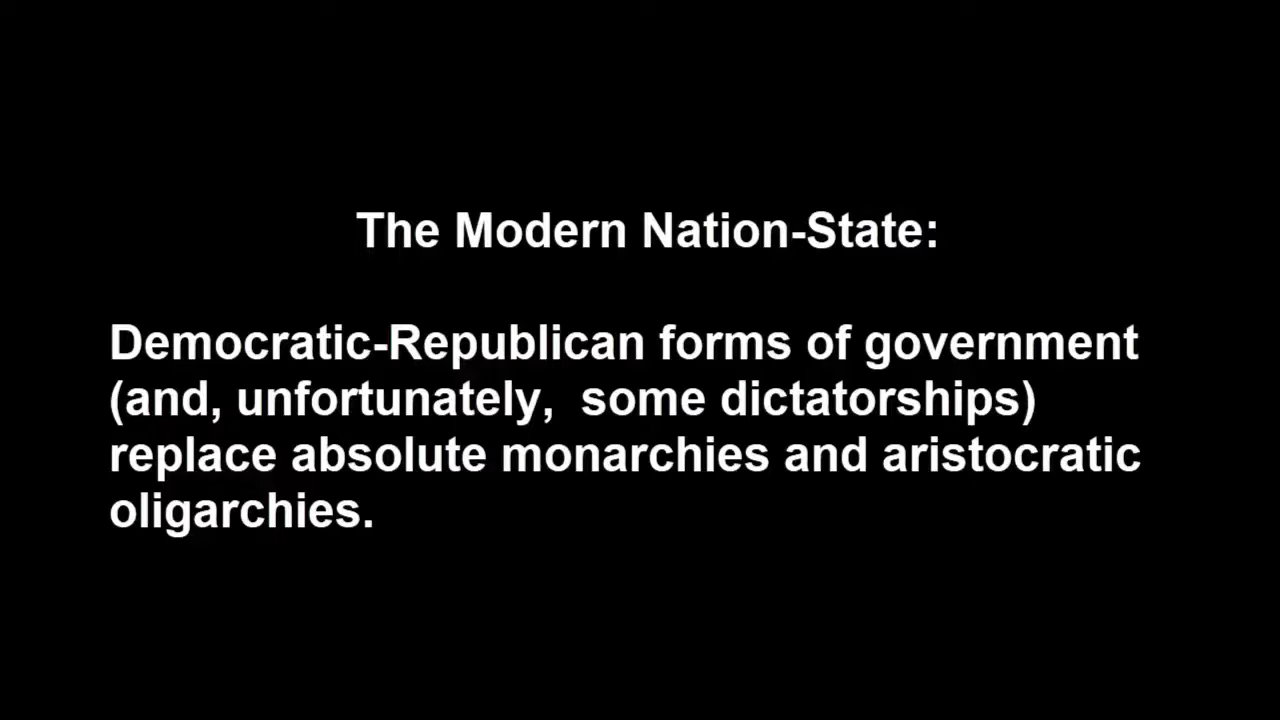 The Modern Nation-State:
Democratic-Republican forms of government
(and, unfortunately,  some dictatorships)
replace absolute monarchies and aristocratic
oligarchies.